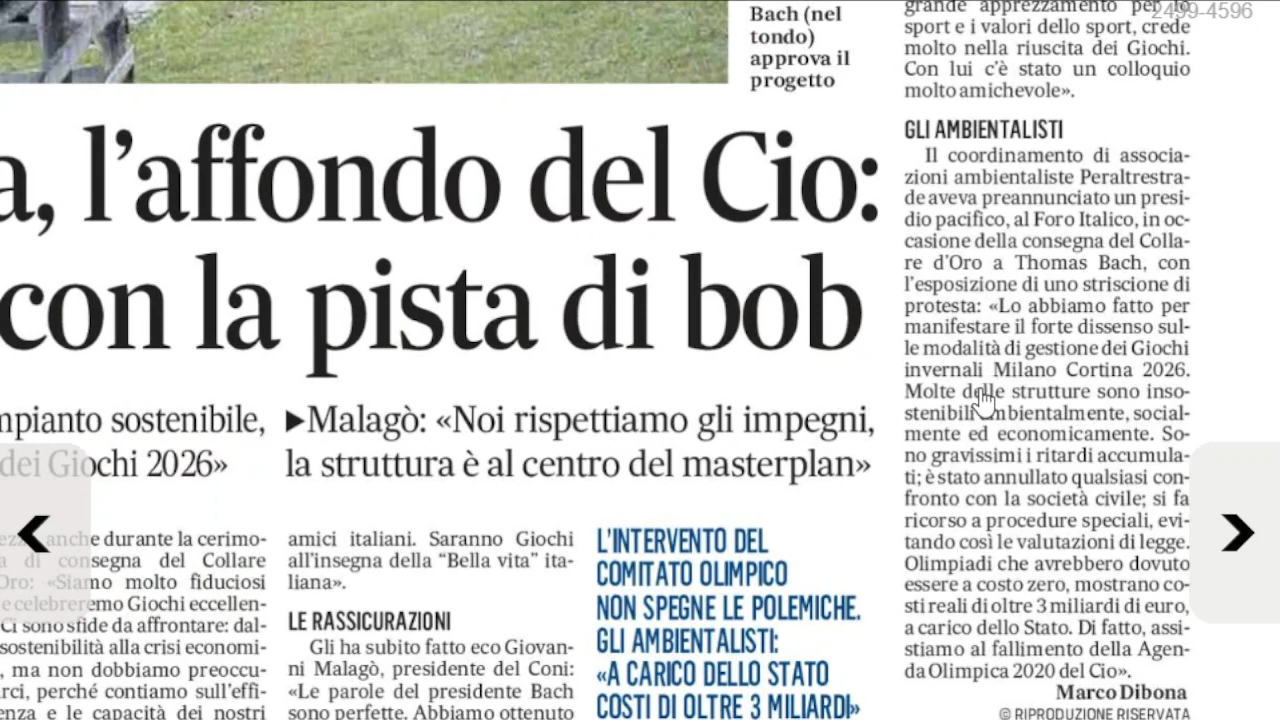 2499-4596
Bach (nel
tondo)
approva il
progetto
a, l'affondo del Cio:
con la pista di bob
mpianto sostenibile,
dei Giochi 2026»
▶Malagò: «Noi rispettiamo gli impegni,
la struttura è al centro del masterplan»
anche durante la cerimo-
di consegna del Collare
Oro: «Siamo molto fiduciosi
e celebreremo Giochi eccellen-
Ci sono sfide da affrontare: dal-
sostenibilità alla crisi economi-
, ma non dobbiamo preoccu-
rci, perché contiamo sull'effi-
enza e le capacità dei nostri
amici italiani. Saranno Giochi
all'insegna della “Bella vita” ita-
liana».
LE RASSICURAZIONI
Gli ha subito fatto eco Giovan-
ni Malagò, presidente del Coni:
«Le parole del presidente Bach
sono perfette. Abbiamo ottenuto
L'INTERVENTO DEL
COMITATO OLIMPICO
NON SPEGNE LE POLEMICHE.
GLI AMBIENTALISTI:
«A CARICO DELLO STATO
COSTI DI OLTRE 3 MILIARDI»
grande apprezzamento per lo
sport e i valori dello sport, crede
molto nella riuscita dei Giochi.
Con lui c'è stato un colloquio
molto amichevole».
GLI AMBIENTALISTI
Il coordinamento di associa-
zioni ambientaliste Peraltrestra-
de aveva preannunciato un presi-
dio pacifico, al Foro Italico, in oc-
casione della consegna del Colla-
re d'Oro a Thomas Bach, con
l'esposizione di uno striscione di
protesta: «Lo abbiamo fatto per
manifestare il forte dissenso sul-
le modalità di gestione dei Giochi
invernali Milano Cortina 2026.
Molte delle strutture sono inso-
stenibili ambientalmente, social-
mente ed economicamente. So-
no gravissimi i ritardi accumula-
ti; è stato annullato qualsiasi con-
fronto con la società civile; si fa
ricorso a procedure speciali, evi-
tando così le valutazioni di legge.
Olimpiadi che avrebbero dovuto
essere a costo zero, mostrano co-
sti reali di oltre 3 miliardi di euro,
a carico dello Stato. Di fatto, assi-
stiamo al fallimento della Agen-
da Olimpica 2020 del Cio».
Marco Dibona
© RIPRODUZIONE RISERVATA